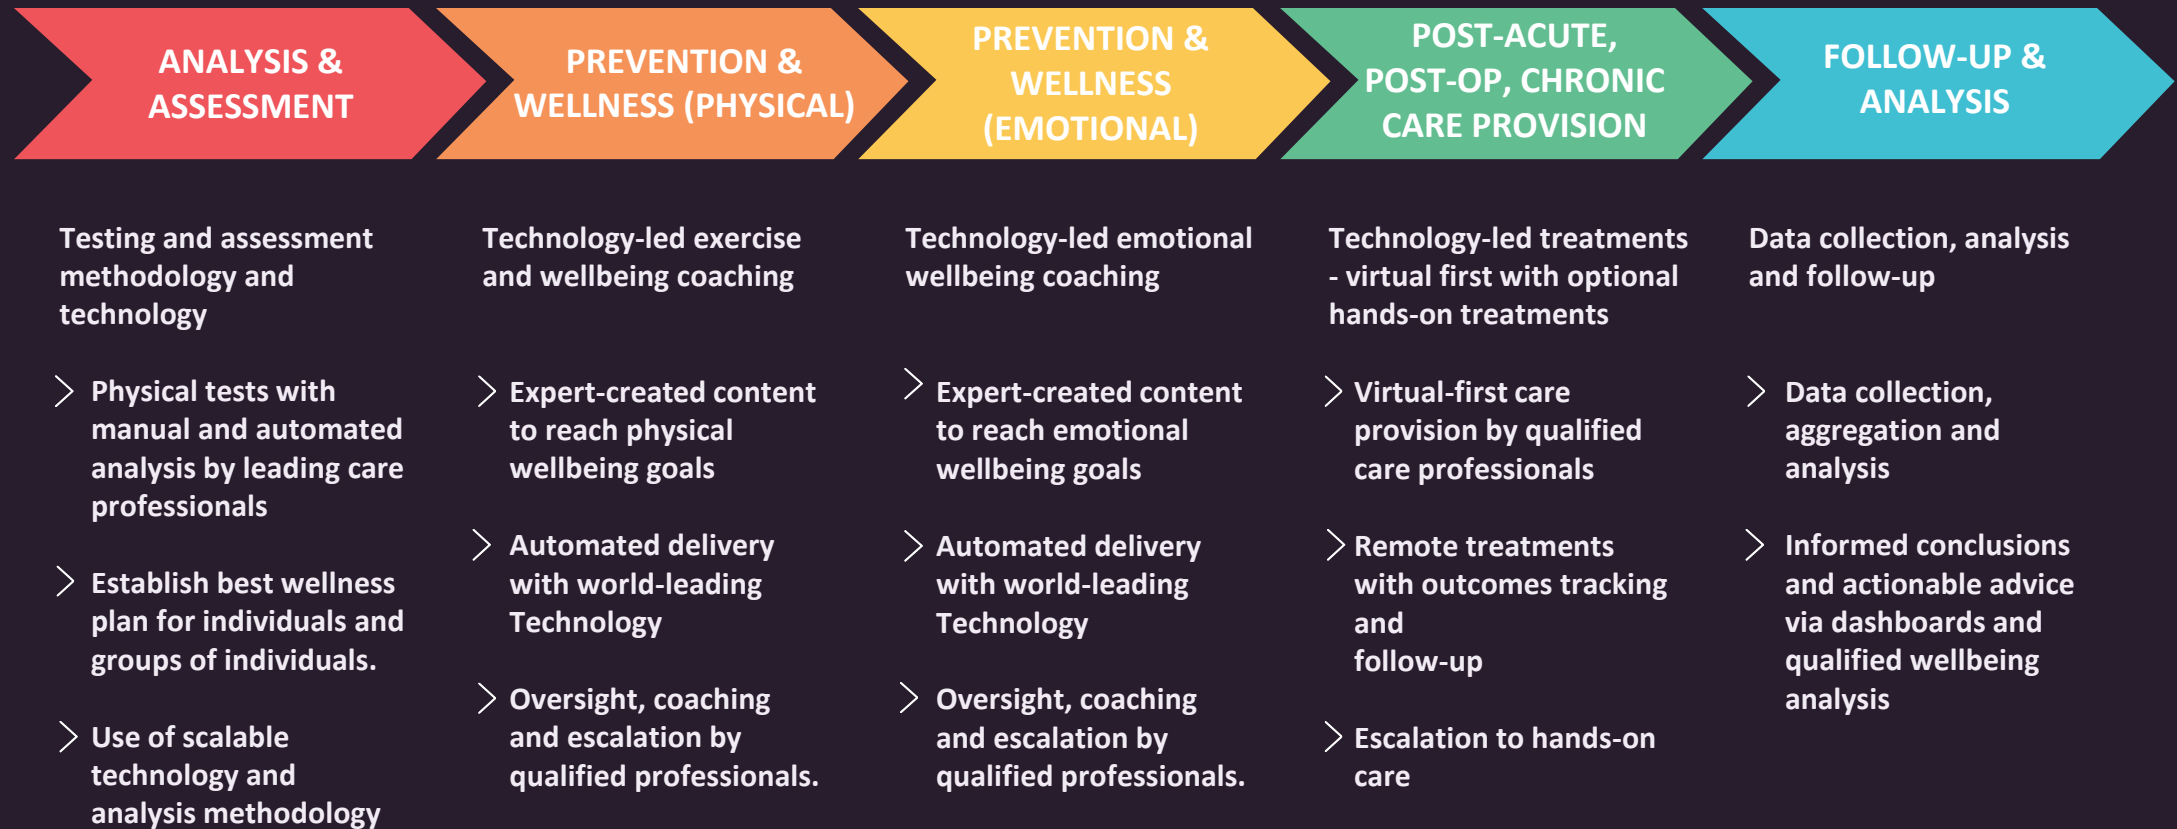 ANALYSIS &
ASSESSMENT
PREVENTION &
WELLNESS (PHYSICAL)
PREVENTION &
WELLNESS
(EMOTIONAL)
POST-ACUTE,
POST-OP, CHRONIC
CARE PROVISION
FOLLOW-UP &
ANALYSIS
Testing and assessment
methodology and
technology
Physical tests with
manual and automated
analysis by leading care
professionals
Establish best wellness
plan for individuals and
groups of individuals.
Use of scalable
technology and
analysis methodology
Technology-led exercise
and wellbeing coaching
Expert-created content
to reach physical
wellbeing goals
Automated delivery
with world-leading
Technology
Oversight, coaching
and escalation by
qualified professionals.
Technology-led emotional
wellbeing coaching
Expert-created content
to reach emotional
wellbeing goals
Automated delivery
with world-leading
Technology
Oversight, coaching
and escalation by
qualified professionals.
Technology-led treatments
- virtual first with optional
hands-on treatments
Virtual-first care
provision by qualified
care professionals
Remote treatments
with outcomes tracking
and
follow-up
Escalation to hands-on
care
Data collection, analysis
and follow-up
Data collection,
aggregation and
analysis
Informed conclusions
and actionable advice
via dashboards and
qualified wellbeing
analysis